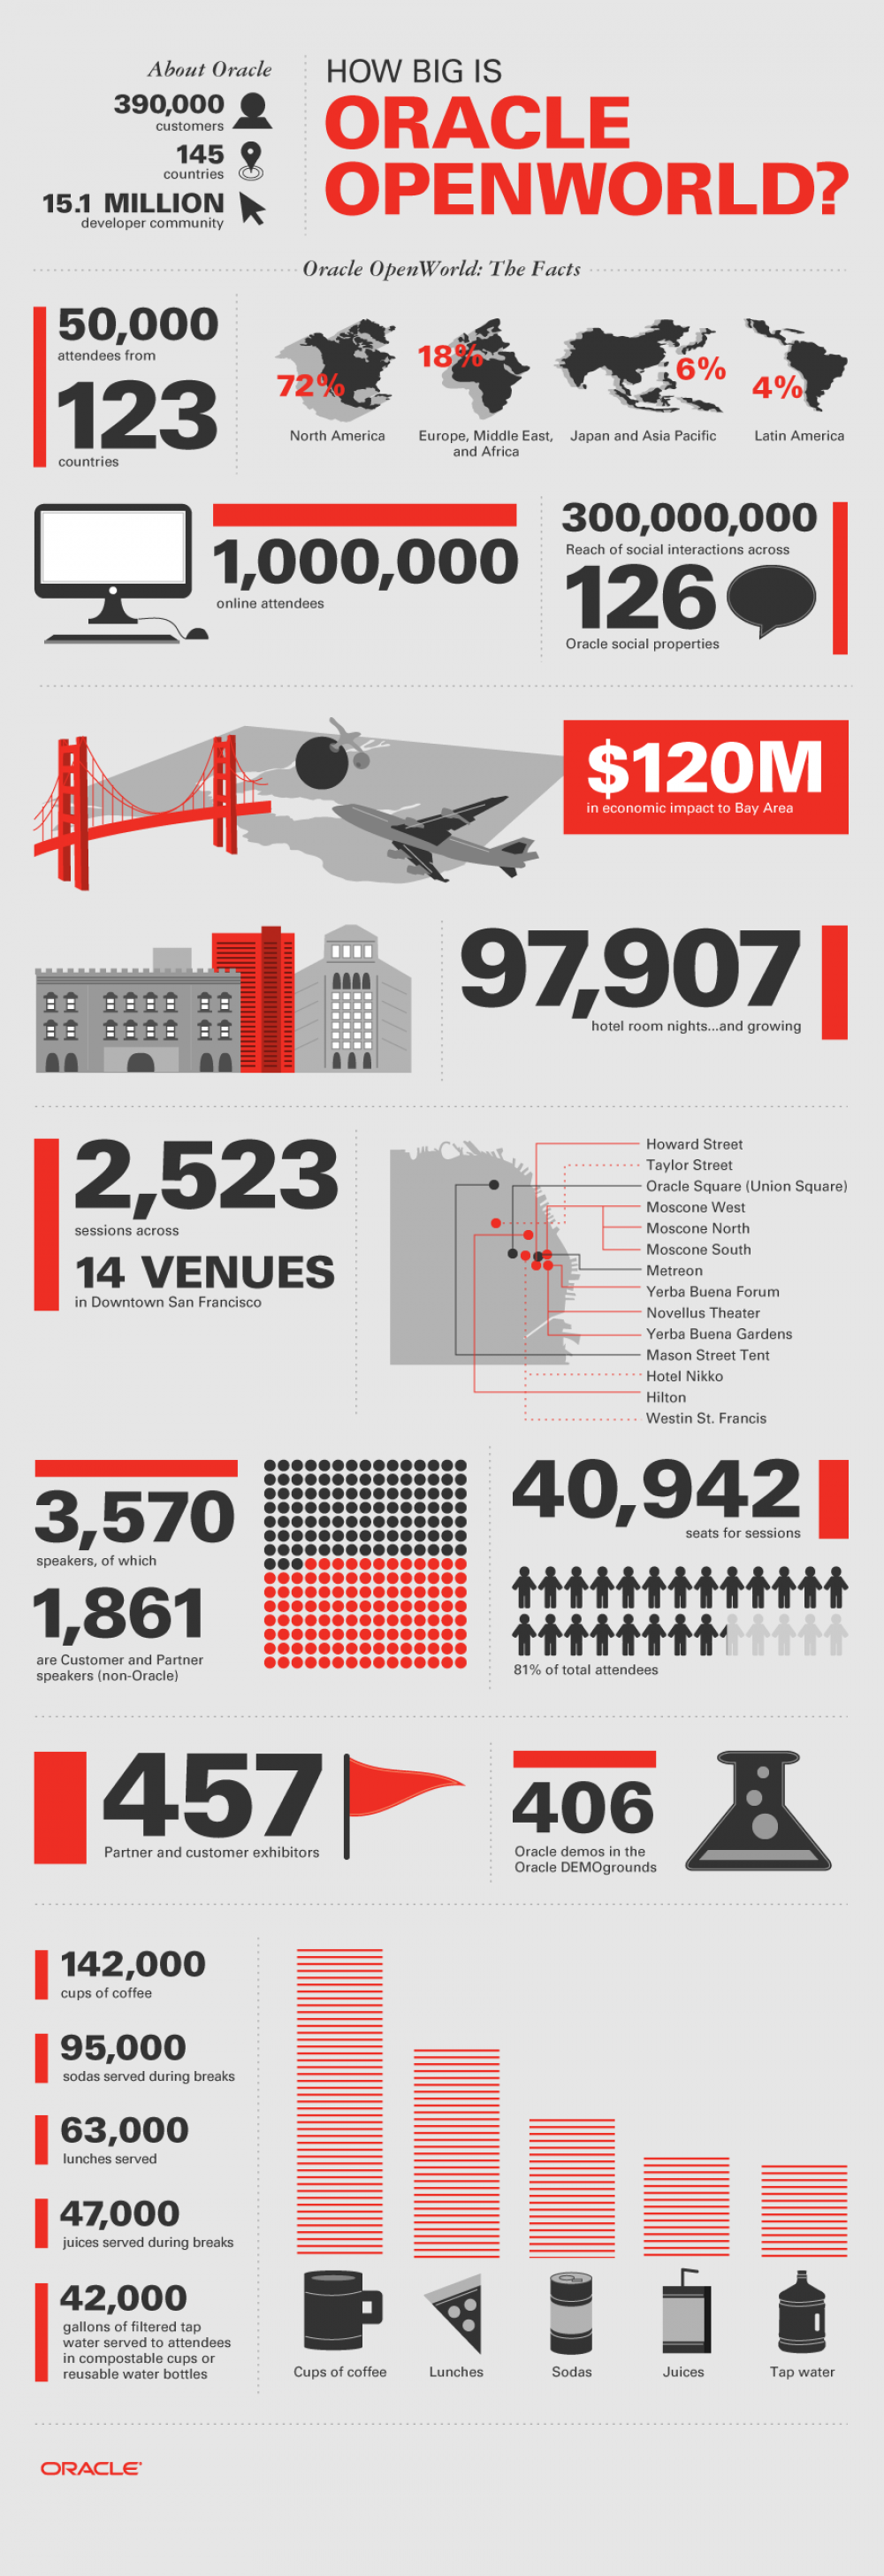 About Oracle
390,000
customers
145
countries
15.1 MILLION
developer community
HOW BIG IS
ORACLE
OPENWORLD?
Oracle OpenWorld: The Facts
50,000
attendees from
123
countries
72%
North America
18%
Europe, Middle East,
and Africa
6%
Japan and Asia Pacific
4%
Latin America
1,000,000
online attendees
300,000,000
Reach of social interactions across
126
Oracle social properties
$120M
in economic impact to Bay Area
97,907
hotel room nights...and growing
2,523
sessions across
14 VENUES
in Downtown San Francisco
Howard Street
Taylor Street
Oracle Square (Union Square)
Moscone West
Moscone North
Moscone South
Metreon
Yerba Buena Forum
Novellus Theater
Yerba Buena Gardens
Mason Street Tent
Hotel Nikko
Hilton
Westin St. Francis
3,570
speakers, of which
1,861
are Customer and Partner
speakers (non-Oracle)
40,942
seats for sessions
81% of total attendees
457
Partner and customer exhibitors
406
Oracle demos in the
Oracle DEMOgrounds
142,000
cups of coffee
95,000
sodas served during breaks
63,000
lunches served
47,000
juices served during breaks
42,000
gallons of filtered tap
water served to attendees
in compostable cups or
reusable water bottles
Cups of coffee
Lunches
Sodas
Juices
Tap water
ORACLE